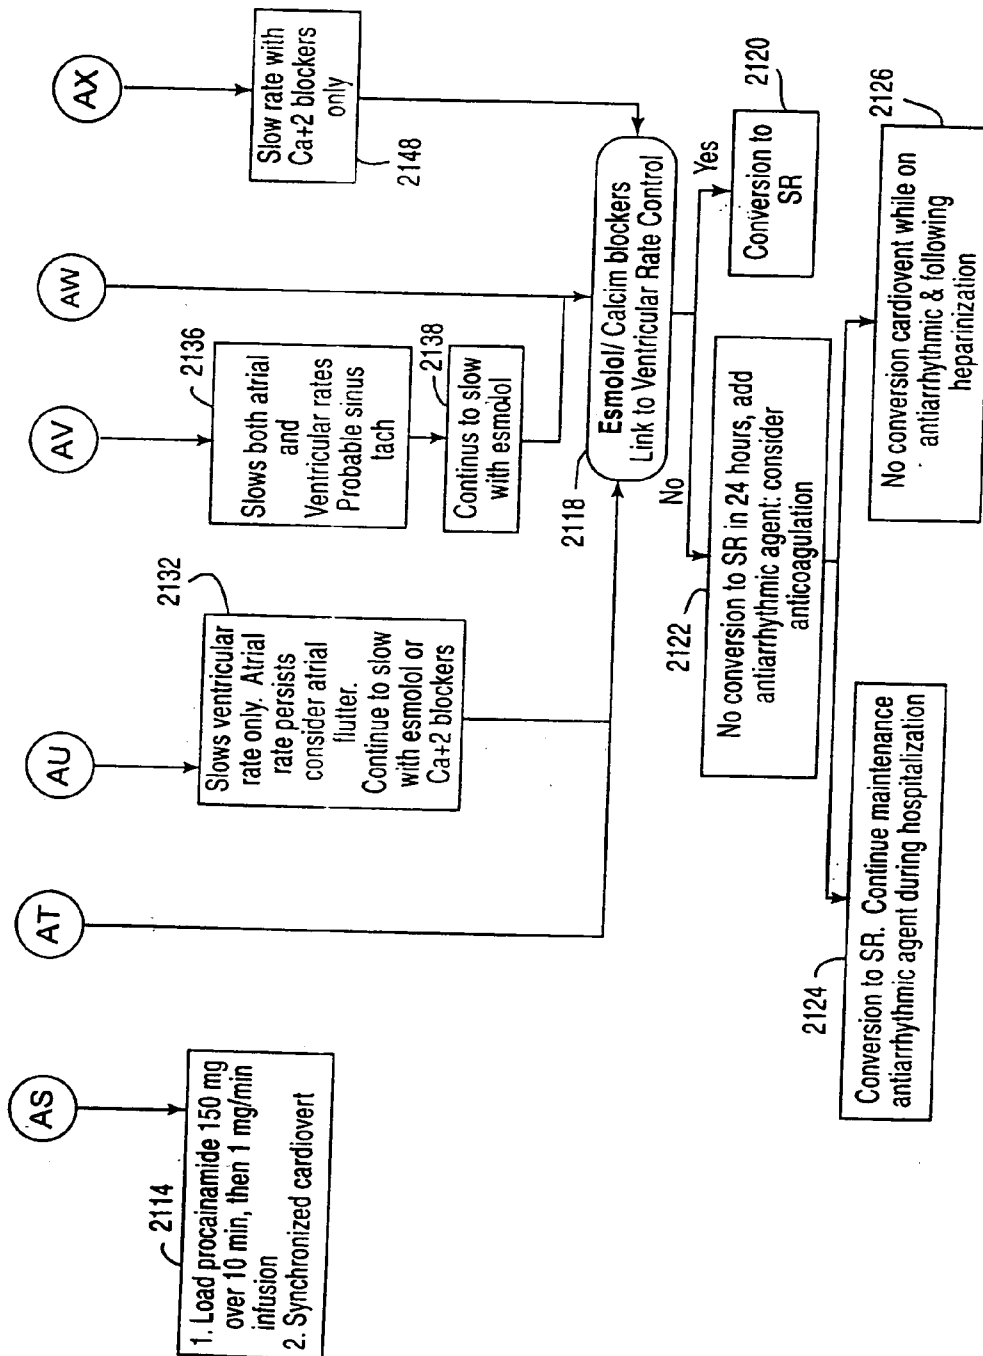 AS
AT
AU
AV
AW
AX
2114
1. Load procainamide 150 mg
over 10 min, then 1 mg/min
infusion
2. Synchronized cardiovert
2132
Slows ventricular
rate only. Atrial
rate persists
consider atrial
flutter.
Continue to slow
with esmolol or
Ca+2 blockers
2136
Slows both atrial
and
Ventricular rates
Probable sinus
tach
2138
Continue to slow
with esmolol
Slow rate with
Ca+2 blockers
only
2148
2118
Esmolol/ Calcim blockers
Link to Ventricular Rate Control
No
Yes
2122
No conversion to SR in 24 hours, add
antiarrhythmic agent: consider
anticoagulation
Conversion to
SR
2120
2124
Conversion to SR. Continue maintenance
antiarrhythmic agent during hospitalization
2126
No conversion cardiovent while on
antiarrhythmic & following
heparinization